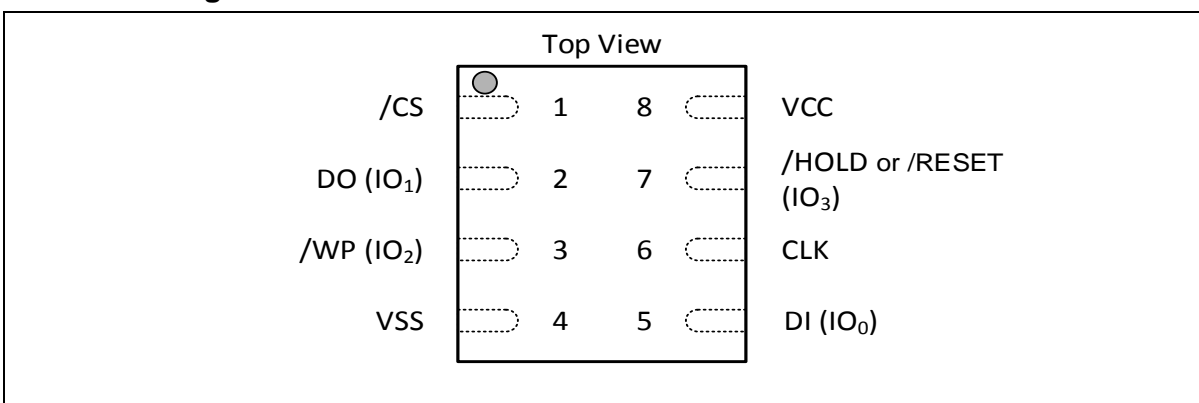 Top View
/CS 1 8 VCC
DO (IO₁) 2 7 /HOLD or /RESET
(IO₃)
/WP (IO₂) 3 6 CLK
VSS 4 5 DI (IO₀)